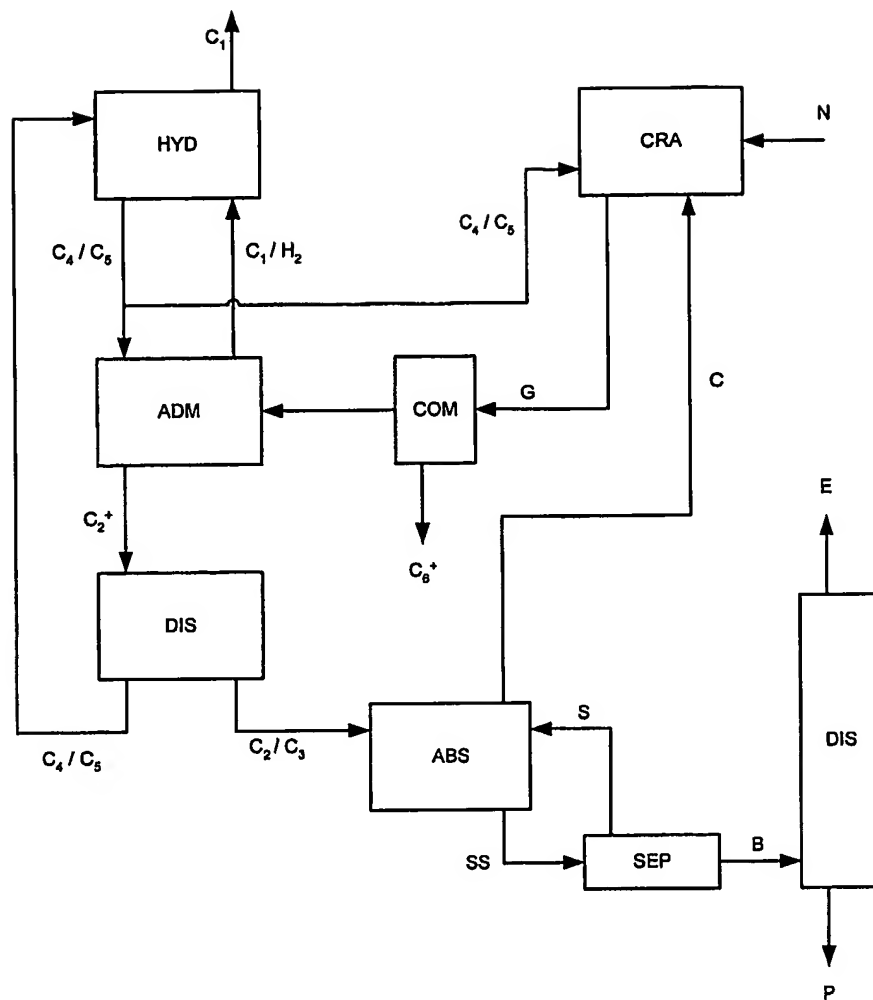 C₁
HYD
CRA
N
C₄ / C₅
C₁ / H₂
C₄ / C₅
ADM
COM
G
C
C₂⁺
C₆⁺
E
DIS
C₄ / C₅
C₂ / C₃
ABS
S
DIS
SS
SEP
B
P